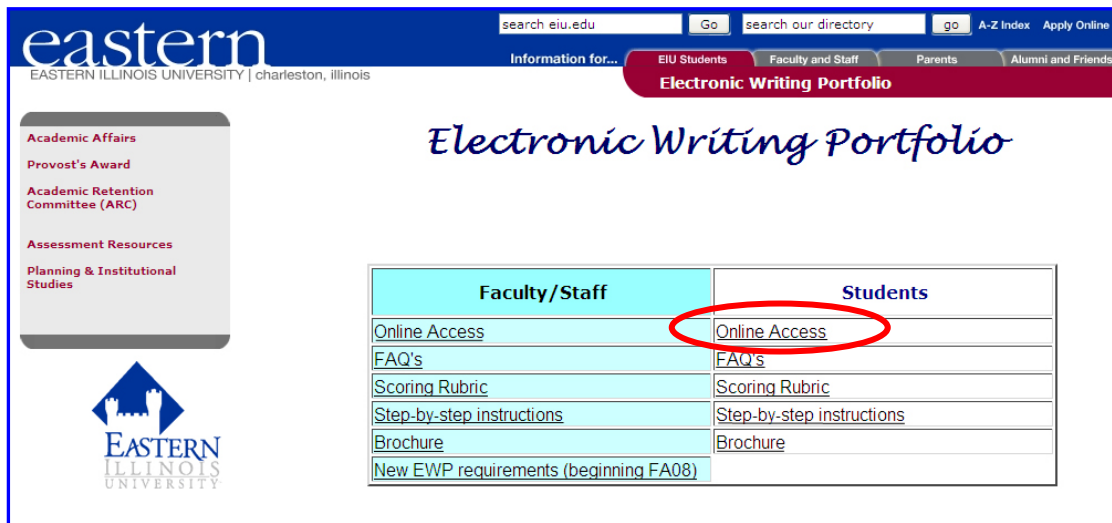 search eiu.edu Go search our directory go A-Z Index Apply Online
eastern
EASTERN ILLINOIS UNIVERSITY | charleston, illinois
Information for... EIU Students Faculty and Staff Parents Alumni and Friends
Electronic Writing Portfolio
Electronic Writing Portfolio
Academic Affairs
Provost's Award
Academic Retention
Committee (ARC)
Assessment Resources
Planning & Institutional
Studies
Faculty/Staff Students
Online Access Online Access
FAQ's FAQ's
Scoring Rubric Scoring Rubric
Step-by-step instructions Step-by-step instructions
Brochure Brochure
New EWP requirements (beginning FA08)
EASTERN
ILLINOIS
UNIVERSITY